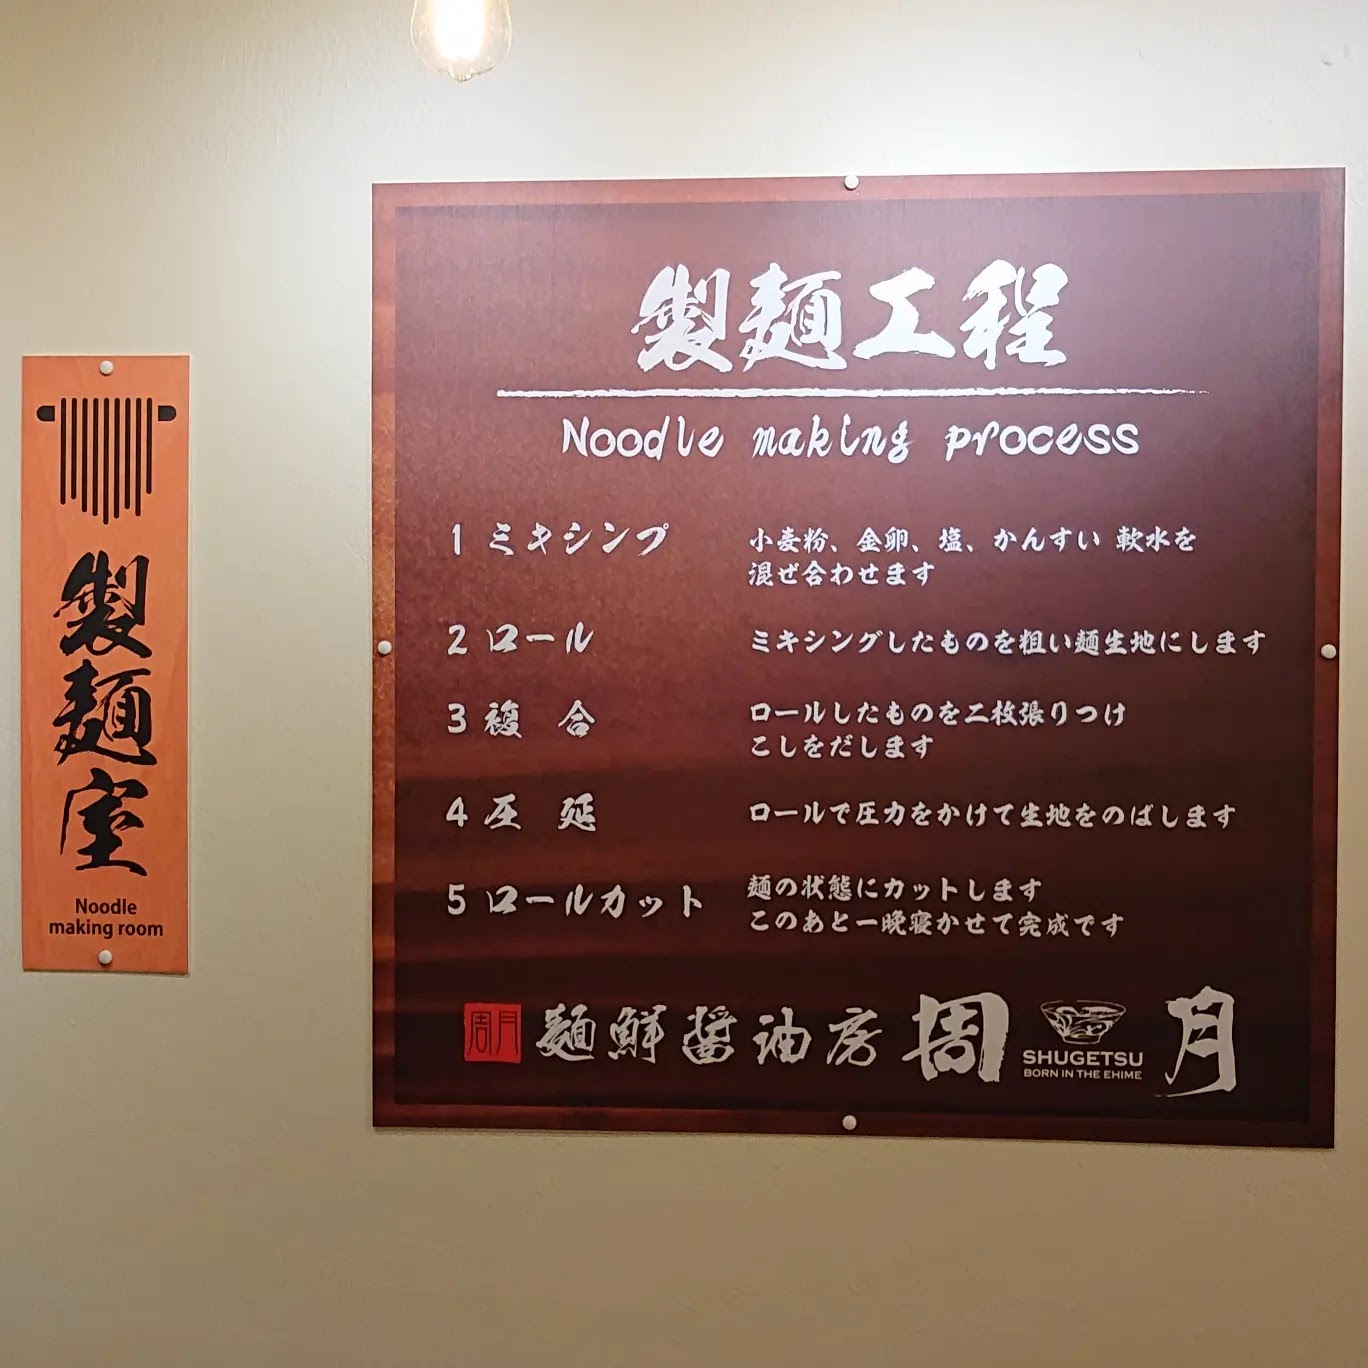 製麺室
Noodle
making room
製麺工程
Noodle making process
1 ミキシンプ
小麦粉、金卵、塩、かんすい 軟水を
混ぜ合わせます
2 ロール
ミキシングしたものを粗い麺生地にします
3 複 合
ロールしたものを二枚張りつけ
こしをだします
4 圧 延
ロールで圧力をかけて生地をのばします
5 ロールカット
麺の状態にカットします
このあと一晩寝かせて完成です
周月 麺鮮醤油房 周月
SHUGETSU
BORN IN THE EHIME